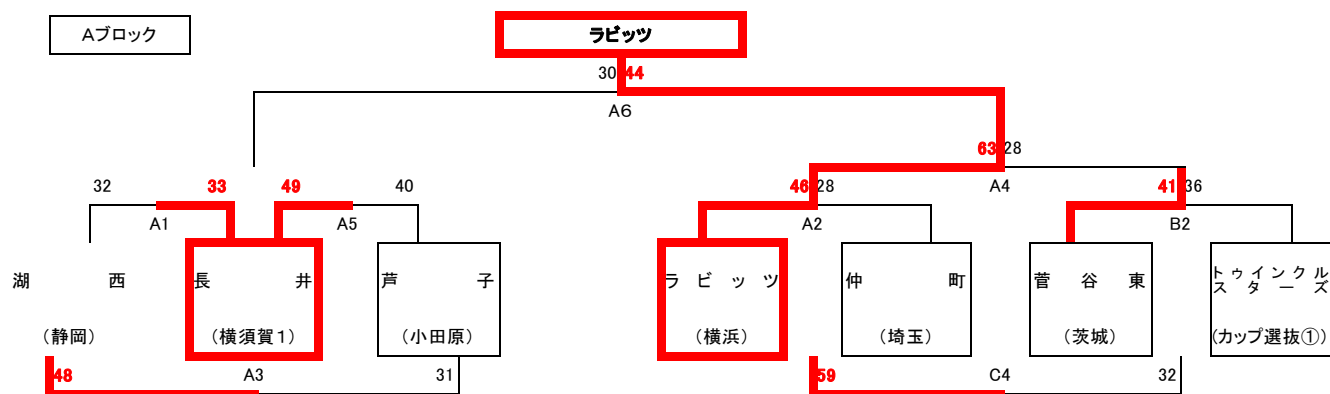 Aブロック
ラビッツ
30 44
A6
63 28
32 33 49 40 46 28 A4 41 36
A1 A5 A2 B2
湖西 長井 芦子 ラビッツ 仲町 菅谷東 トゥインクル
スターズ
(静岡) (横須賀1) (小田原) (横浜) (埼玉) (茨城) (カップ選抜①)
48 A3 31 59 C4 32